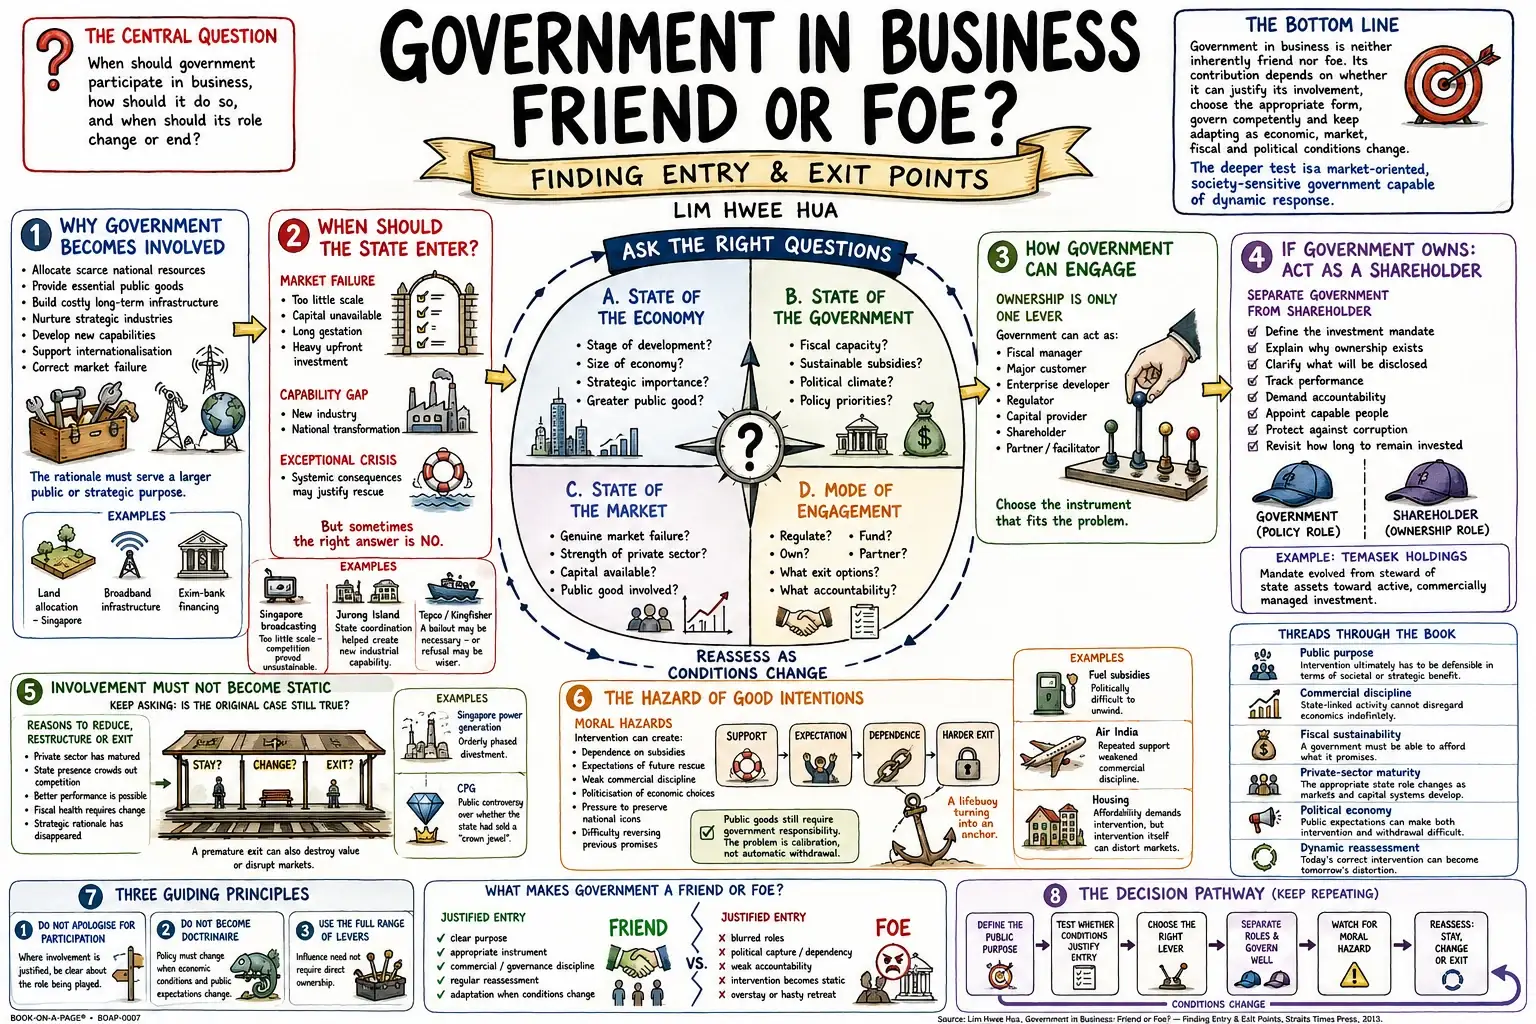 THE CENTRAL QUESTION
When should government
participate in business,
how should it do so,
and when should its role
change or end?
GOVERNMENT IN BUSINESS
FRIEND OR FOE?
FINDING ENTRY & EXIT POINTS
LIM HWEE HUA
THE BOTTOM LINE
Government in business is neither
inherently friend nor foe. Its
contribution depends on whether
it can justify its involvement,
choose the appropriate form,
govern competently and keep
adapting as economic, market,
fiscal and political conditions change.
The deeper test isa market-oriented,
society-sensitive government capable
of dynamic response.
1 WHY GOVERNMENT
BECOMES INVOLVED
• Allocate scarce national resources
• Provide essential public goods
• Build costly long-term infrastructure
• Nurture strategic industries
• Develop new capabilities
• Support internationalisation
• Correct market failure
The rationale must serve a larger
public or strategic purpose.
EXAMPLES
Land
allocation
– Singapore
Broadband
infrastructure
Exim-bank
financing
2 WHEN SHOULD
THE STATE ENTER?
MARKET FAILURE
• Too little scale
• Capital unavailable
• Long gestation
• Heavy upfront
investment
CAPABILITY GAP
• New industry
• National transformation
EXCEPTIONAL CRISIS
• Systemic consequences
may justify rescue
But sometimes
the right answer is NO.
EXAMPLES
Singapore
broadcasting
Too little scale –
competition
proved
unsustainable.
Jurong Island
State coordination
helped create
new industrial
capability.
Tepco / Kingfisher
A bailout may be
necessary – or
refusal may be
wiser.
ASK THE RIGHT QUESTIONS
A. STATE OF
THE ECONOMY
• Stage of development?
• Size of economy?
• Strategic importance?
• Greater public good?
B. STATE OF
THE GOVERNMENT
• Fiscal capacity?
• Sustainable subsidies?
• Political climate?
• Policy priorities?
$
?
C. STATE OF
THE MARKET
• Genuine market failure?
• Strength of private sector?
• Capital available?
• Public good involved?
D. MODE OF
ENGAGEMENT
• Regulate? • Fund?
• Own? • Partner?
• What exit options?
• What accountability?
REASSESS AS
CONDITIONS CHANGE
3 HOW GOVERNMENT
CAN ENGAGE
OWNERSHIP IS ONLY
ONE LEVER
Government can act as:
• Fiscal manager
• Major customer
• Enterprise developer
• Regulator
• Capital provider
• Shareholder
• Partner / facilitator
Choose the instrument
that fits the problem.
4 IF GOVERNMENT OWNS:
ACT AS A SHAREHOLDER
SEPARATE GOVERNMENT
FROM SHAREHOLDER
Define the investment mandate
Explain why ownership exists
Clarify what will be disclosed
Track performance
Demand accountability
Appoint capable people
Protect against corruption
Revisit how long to remain invested
GOVERNMENT
(POLICY ROLE)
SHAREHOLDER
(OWNERSHIP ROLE)
EXAMPLE: TEMASEK HOLDINGS
Mandate evolved from steward of
state assets toward active, commercially
managed investment.
THREADS THROUGH THE BOOK
Public purpose
Intervention ultimately has to be defensible in
terms of societal or strategic benefit.
Commercial discipline
State-linked activity cannot disregard
economics indefinitely.
Fiscal sustainability
A government must be able to afford
what it promises.
Private-sector maturity
The appropriate state role changes as
markets and capital systems develop.
Political economy
Public expectations can make both
intervention and withdrawal difficult.
Dynamic reassessment
Today's correct intervention can become
tomorrow's distortion.
5 INVOLVEMENT MUST NOT BECOME STATIC
KEEP ASKING: IS THE ORIGINAL CASE STILL TRUE?
REASONS TO REDUCE,
RESTRUCTURE OR EXIT
• Private sector has matured
• State presence crowds out
competition
• Better performance is possible
• Fiscal health requires change
• Strategic rationale has
disappeared
STAY? CHANGE? EXIT?
A premature exit can also destroy value
or disrupt markets.
EXAMPLES
Singapore power
generation
Orderly phased
divestment.
CPG
Public controversy
over whether the
state had sold a
"crown jewel".
6 THE HAZARD OF GOOD INTENTIONS
MORAL HAZARDS
Intervention can create:
• Dependence on subsidies
• Expectations of future rescue
• Weak commercial discipline
• Politicisation of economic choices
• Pressure to preserve
national icons
• Difficulty reversing
previous promises
SUPPORT
EXPECTATION
DEPENDENCE
HARDER EXIT
Public goods still require
government responsibility.
The problem is calibration,
not automatic withdrawal.
A lifebuoy
turning
into an
anchor.
EXAMPLES
Fuel subsidies
Politically
difficult to
unwind.
Air India
Repeated support
weakened
commercial
discipline.
Housing
Affordability demands
intervention, but
intervention itself
can distort markets.
7 THREE GUIDING PRINCIPLES
1 DO NOT APOLOGISE FOR
PARTICIPATION
Where involvement is
justified, be clear about
the role being played.
2 DO NOT BECOME
DOCTRINAIRE
Policy must change
when economic
conditions and public
expectations change.
3 USE THE FULL RANGE
OF LEVERS
Influence need not
require direct
ownership.
WHAT MAKES GOVERNMENT A FRIEND OR FOE?
JUSTIFIED ENTRY
✓ clear purpose
✓ appropriate instrument
✓ commercial / governance discipline
✓ regular reassessment
✓ adaptation when conditions change
FRIEND
VS.
JUSTIFIED ENTRY
✗ blurred roles
✗ political capture / dependency
✗ weak accountability
✗ intervention becomes static
✗ overstay or hasty retreat
FOE
8 THE DECISION PATHWAY (KEEP REPEATING)
DEFINE THE
PUBLIC
PURPOSE
TEST WHETHER
CONDITIONS
JUSTIFY
ENTRY
CHOOSE THE
RIGHT
LEVER
SEPARATE
ROLES &
GOVERN
WELL
WATCH FOR
MORAL
HAZARD
REASSESS:
STAY,
CHANGE
OR EXIT
CONDITIONS CHANGE
BOOK-ON-A-PAGE® • BOAP-0007
Source: Lim Hwee Hua, Government in Business: Friend or Foe? — Finding Entry & Exit Points, Straits Times Press, 2013.